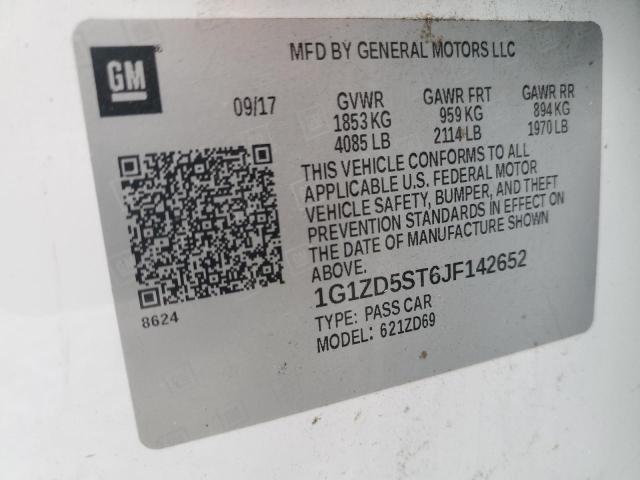 GM
MFD BY GENERAL MOTORS LLC
09/17
GVWR
1853 KG
4085 LB
GAWR FRT
959 KG
2114 LB
GAWR RR
894 KG
1970 LB
THIS VEHICLE CONFORMS TO ALL
APPLICABLE U.S. FEDERAL MOTOR
VEHICLE SAFETY, BUMPER, AND THEFT
PREVENTION STANDARDS IN EFFECT ON
THE DATE OF MANUFACTURE SHOWN
ABOVE.
1G1ZD5ST6JF142652
TYPE: PASS CAR
MODEL: 621ZD69
8624